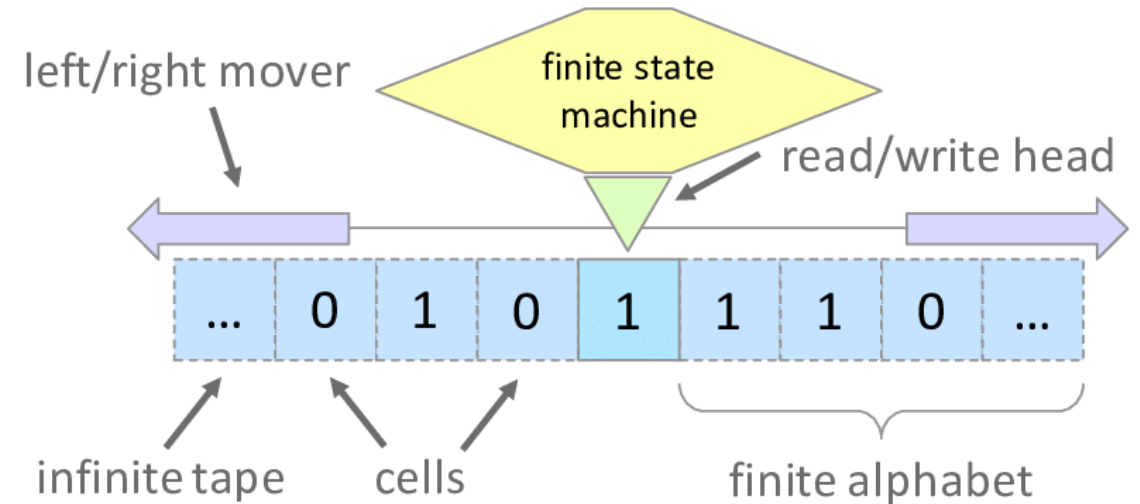 finite state
machine
left/right mover
read/write head
... 0 1 0 1 1 1 0 ...
infinite tape
cells
finite alphabet